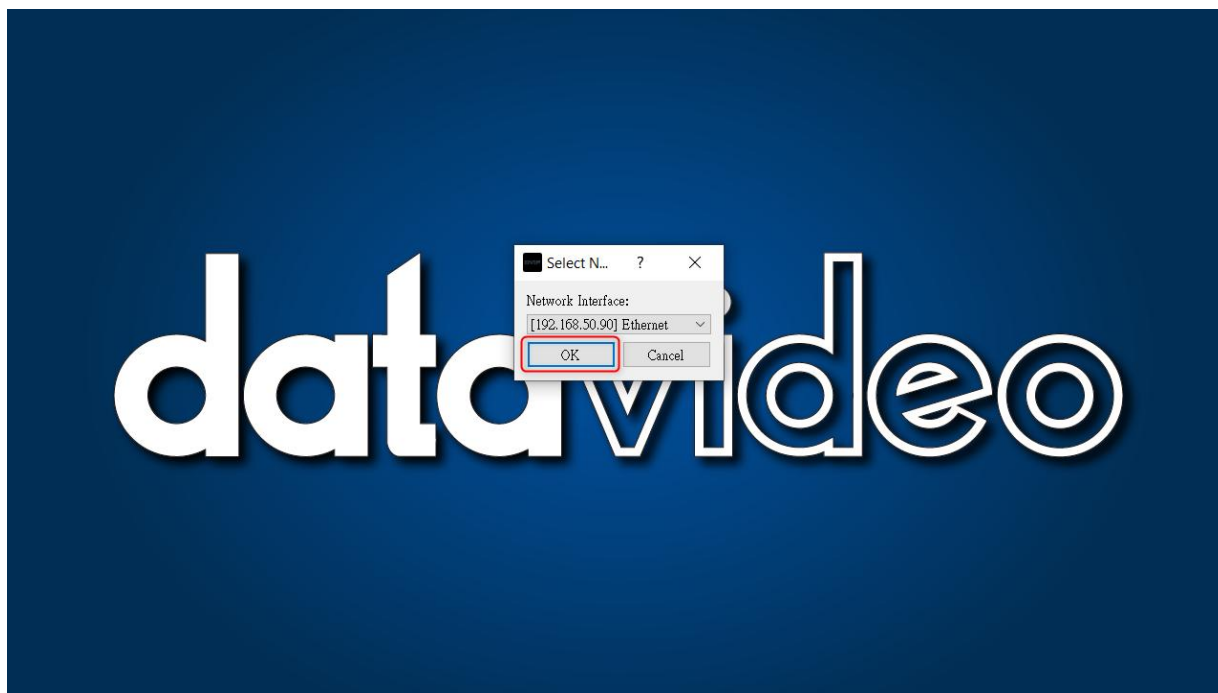 Select N... ? ×
Network Interface:
[192.168.50.90] Ethernet
OK Cancel
datavideo